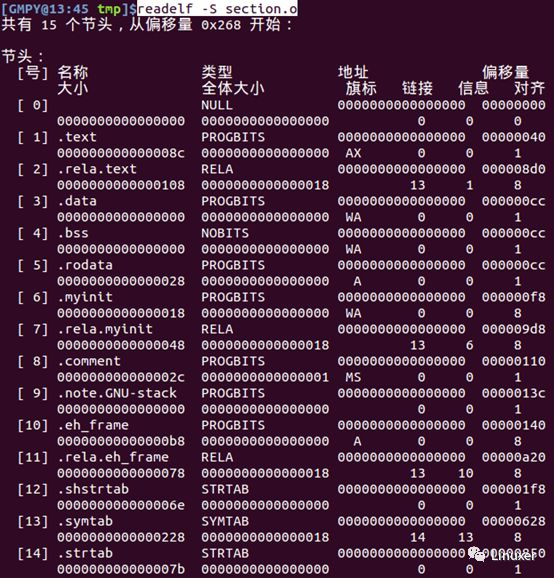 [GMPY@13:45 tmp]$readelf -S section.o
共有 15 个节头，从偏移量 0x268 开始：
节头：
[号] 名称 类型 地址 偏移量
大小 全体大小 旗标 链接 信息 对齐
[ 0] NULL 0000000000000000 00000000
0000000000000000 0000000000000000 0 0 0
[ 1] .text PROGBITS 0000000000000000 00000040
000000000000008c 0000000000000000 AX 0 0 1
[ 2] .rela.text RELA 0000000000000000 000008d0
0000000000000108 0000000000000018 13 1 8
[ 3] .data PROGBITS 0000000000000000 000000cc
0000000000000000 0000000000000000 WA 0 0 1
[ 4] .bss NOBITS 0000000000000000 000000cc
0000000000000000 0000000000000000 WA 0 0 1
[ 5] .rodata PROGBITS 0000000000000000 000000cc
0000000000000028 0000000000000000 A 0 0 1
[ 6] .myinit PROGBITS 0000000000000000 000000f8
0000000000000018 0000000000000000 WA 0 0 8
[ 7] .rela.myinit RELA 0000000000000000 000009d8
0000000000000048 0000000000000018 13 6 8
[ 8] .comment PROGBITS 0000000000000000 00000110
000000000000002c 0000000000000001 MS 0 0 1
[ 9] .note.GNU-stack PROGBITS 0000000000000000 0000013c
0000000000000000 0000000000000000 0 0 1
[10] .eh_frame PROGBITS 0000000000000000 00000140
00000000000000b8 0000000000000000 A 0 0 8
[11] .rela.eh_frame RELA 0000000000000000 00000a20
0000000000000078 0000000000000018 13 10 8
[12] .shstrtab STRTAB 0000000000000000 000001f8
000000000000006e 0000000000000000 0 0 1
[13] .symtab SYMTAB 0000000000000000 00000628
0000000000000228 0000000000000018 14 13 8
[14] .strtab STRTAB 0000000000000000
000000000000007b 0000000000000000 0 0 1
Linuxer